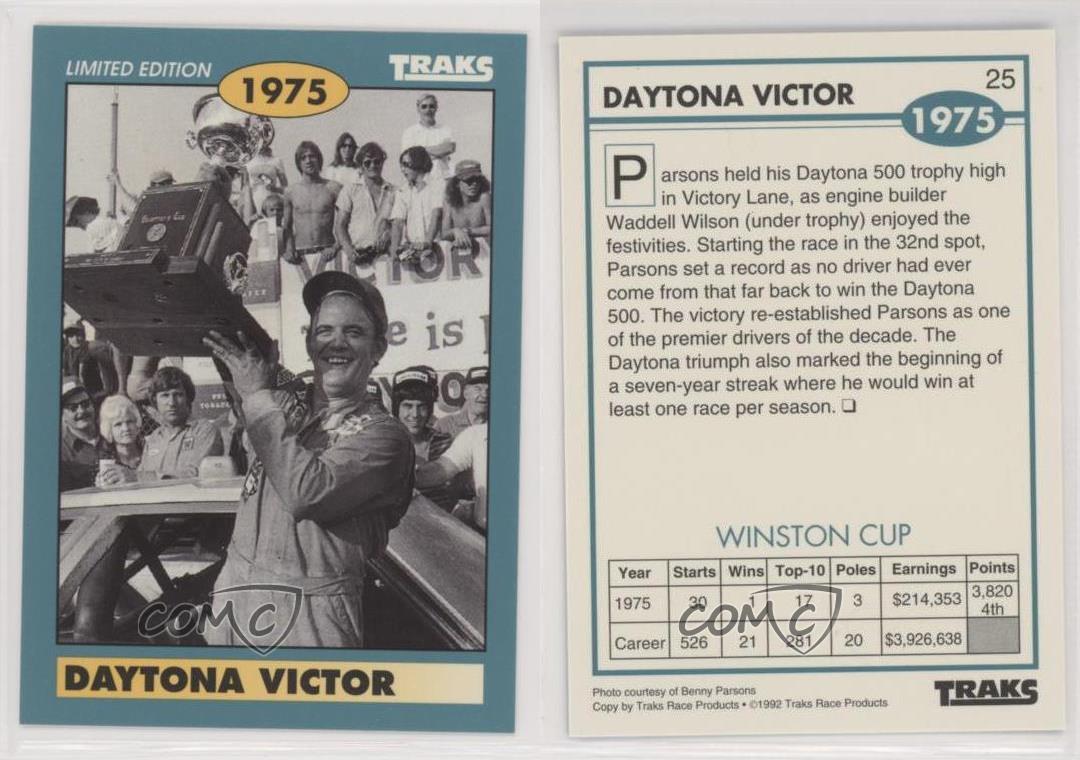 LIMITED EDITION
1975
TRAKS
VICTOR
e is
DAYTONA VICTOR
COMC
25
DAYTONA VICTOR
1975
Parsons held his Daytona 500 trophy high
in Victory Lane, as engine builder
Waddell Wilson (under trophy) enjoyed the
festivities. Starting the race in the 32nd spot,
Parsons set a record as no driver had ever
come from that far back to win the Daytona
500. The victory re-established Parsons as one
of the premier drivers of the decade. The
Daytona triumph also marked the beginning of
a seven-year streak where he would win at
least one race per season. ❏
WINSTON CUP
Year Starts Wins Top-10 Poles Earnings Points
1975 30 1 17 3 $214,353 3,820 4th
Career 526 21 281 20 $3,926,638
COMC
Photo courtesy of Benny Parsons
Copy by Traks Race Products • ©1992 Traks Race Products
TRAKS